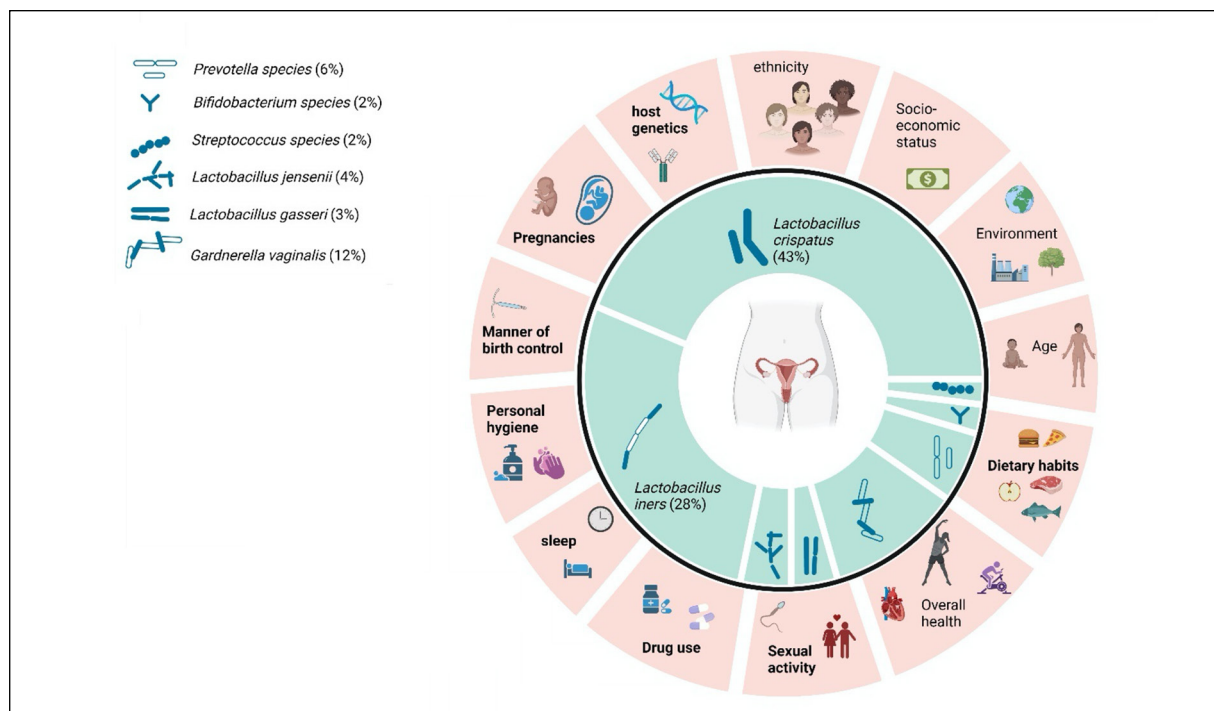 Prevotella species (6%)
Bifidobacterium species (2%)
Streptococcus species (2%)
Lactobacillus jensenii (4%)
Lactobacillus gasseri (3%)
Gardnerella vaginalis (12%)
ethnicity
host
genetics
Socio-
economic
status
Pregnancies
Environment
Lactobacillus
crispatus
(43%)
Manner of
birth control
Age
Personal
hygiene
Dietary habits
Lactobacillus
iners (28%)
sleep
Overall
health
Drug use
Sexual
activity